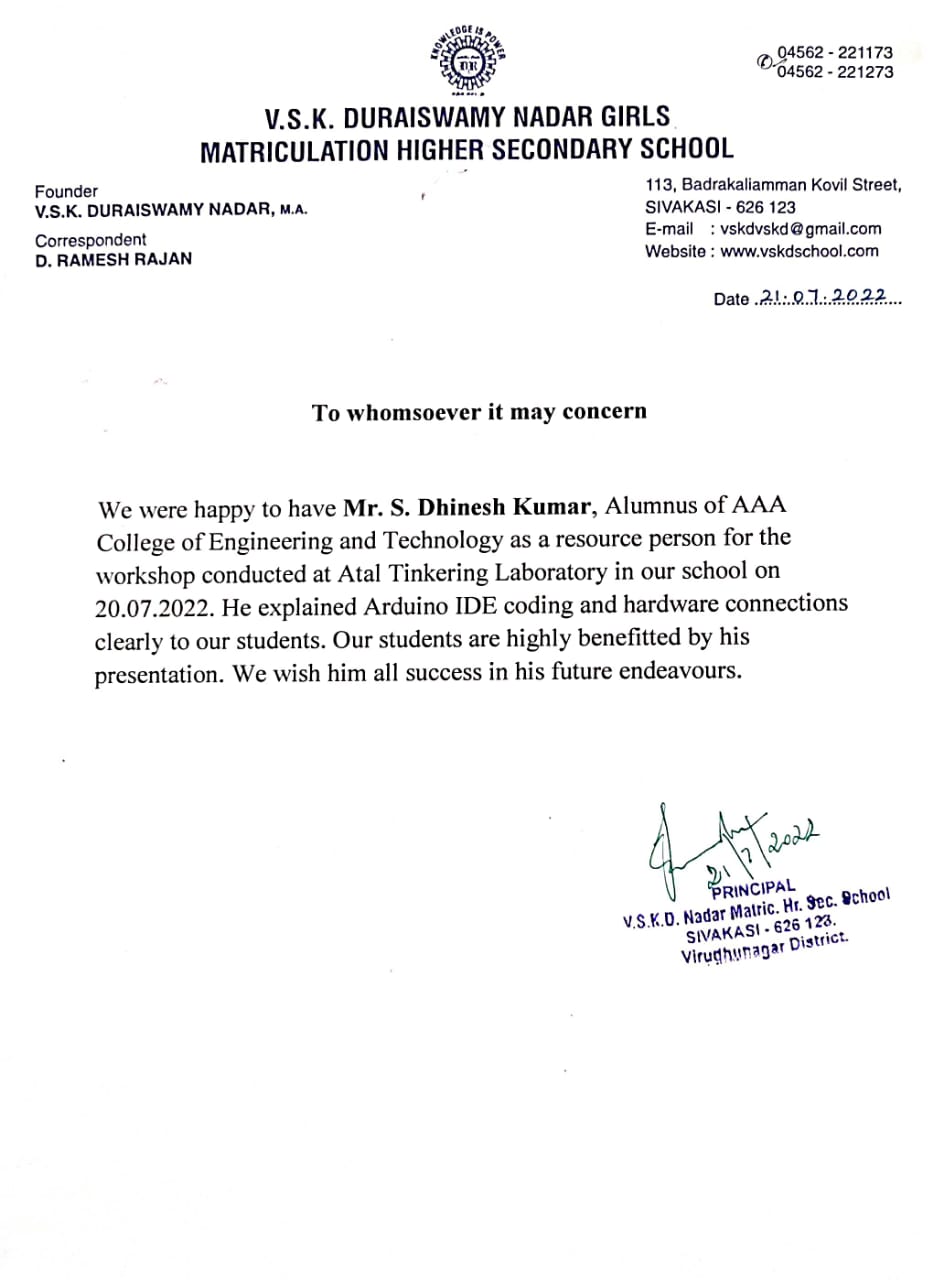 KNOWLEDGE IS POWER
04562 - 221173
04562 - 221273
V.S.K. DURAISWAMY NADAR GIRLS
MATRICULATION HIGHER SECONDARY SCHOOL
Founder
V.S.K. DURAISWAMY NADAR, M.A.
Correspondent
D. RAMESH RAJAN
113, Badrakaliamman Kovil Street,
SIVAKASI - 626 123
E-mail : vskdvskd@gmail.com
Website : www.vskdschool.com
Date .21.07.2022...
To whomsoever it may concern
We were happy to have Mr. S. Dhinesh Kumar, Alumnus of AAA
College of Engineering and Technology as a resource person for the
workshop conducted at Atal Tinkering Laboratory in our school on
20.07.2022. He explained Arduino IDE coding and hardware connections
clearly to our students. Our students are highly benefitted by his
presentation. We wish him all success in his future endeavours.
21/7/2022
PRINCIPAL
V.S.K.D. Nadar Matric. Hr. Sec. School
SIVAKASI - 626 123.
Virudhunagar District.